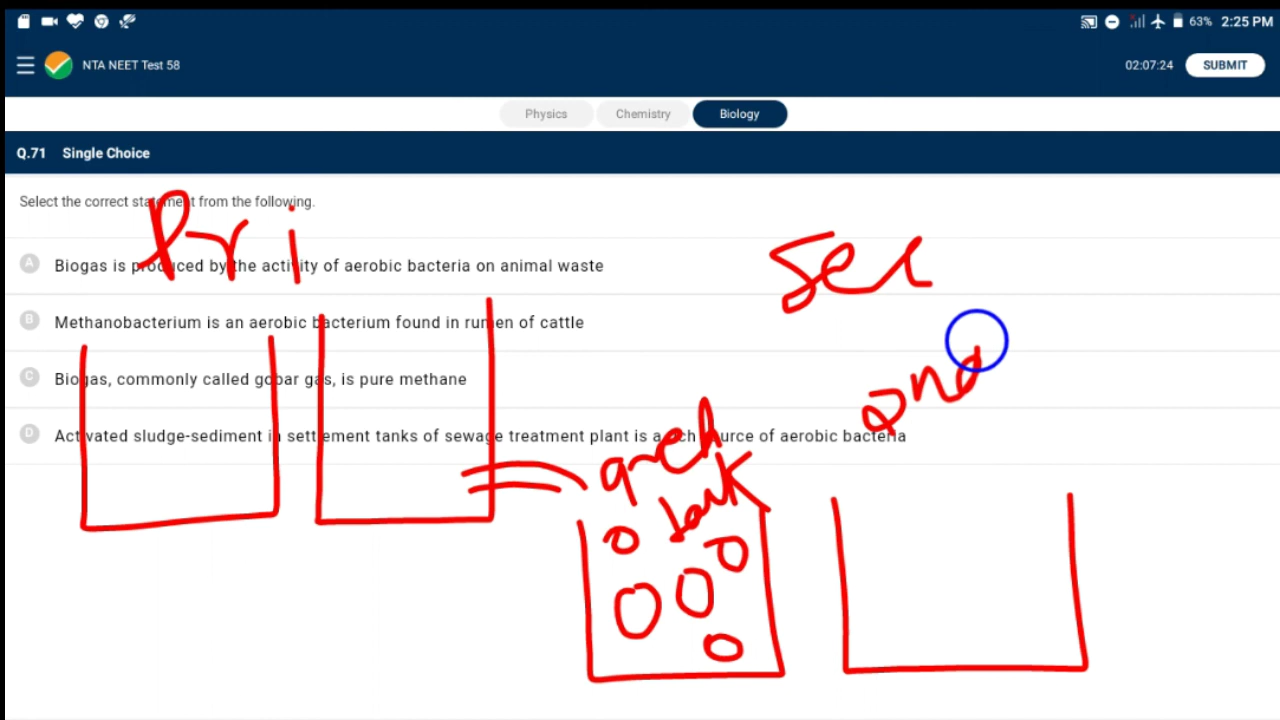 63% 2:25 PM
NTA NEET Test 58
02:07:24 SUBMIT
Physics Chemistry Biology
Q.71 Single Choice
Select the correct statement from the following.
Pri
A Biogas is produced by the activity of aerobic bacteria on animal waste
Sec
B Methanobacterium is an aerobic bacterium found in rumen of cattle
C Biogas, commonly called gobar gas, is pure methane
ond
D Activated sludge-sediment in settlement tanks of sewage treatment plant is a rich source of aerobic bacteria
tank